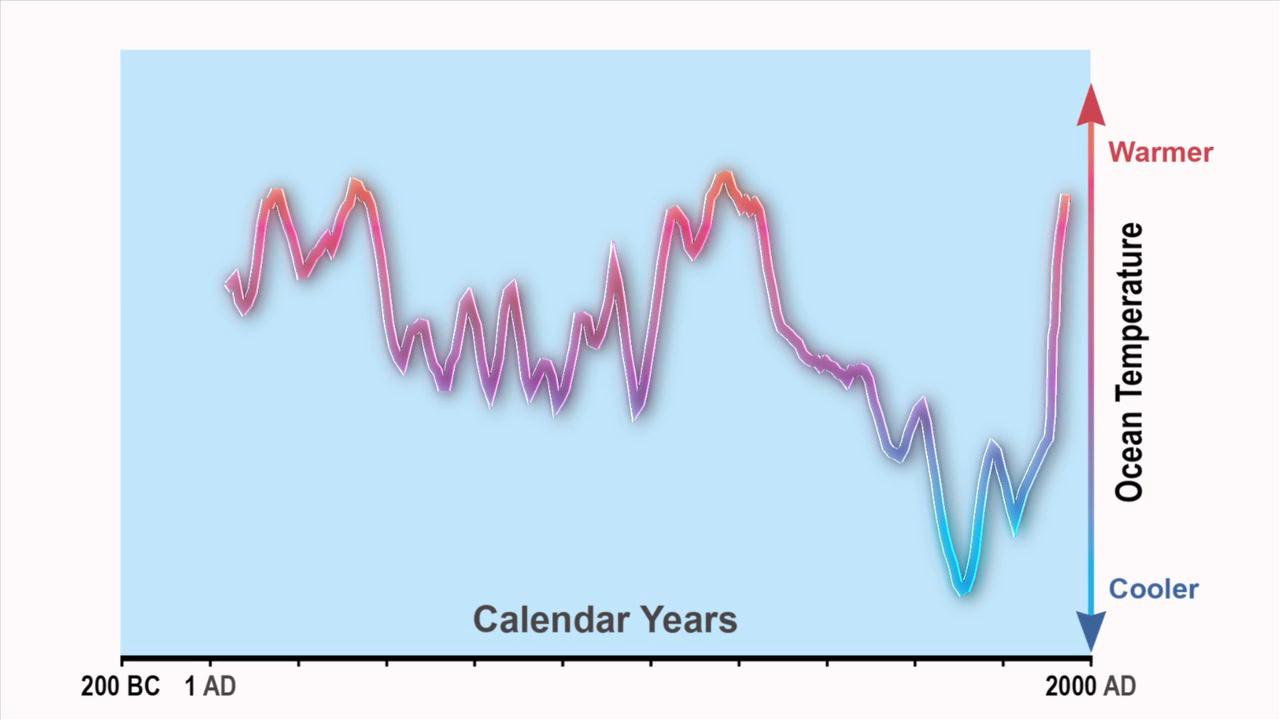 Warmer
Ocean Temperature
Cooler
Calendar Years
200 BC
1 AD
2000 AD